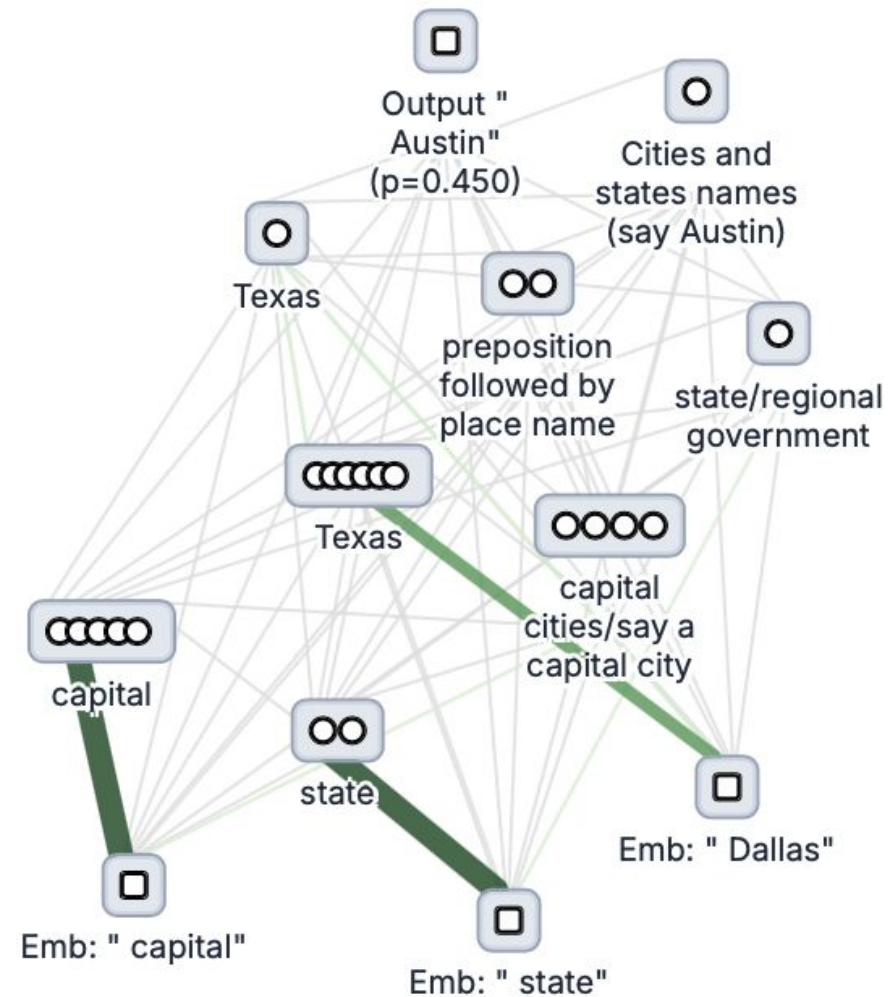 Output "
Austin"
(p=0.450)
Cities and
states names
(say Austin)
Texas
preposition
followed by
place name
state/regional
government
Texas
capital
cities/say a
capital city
capital
state
Emb: " Dallas"
Emb: " capital"
Emb: " state"